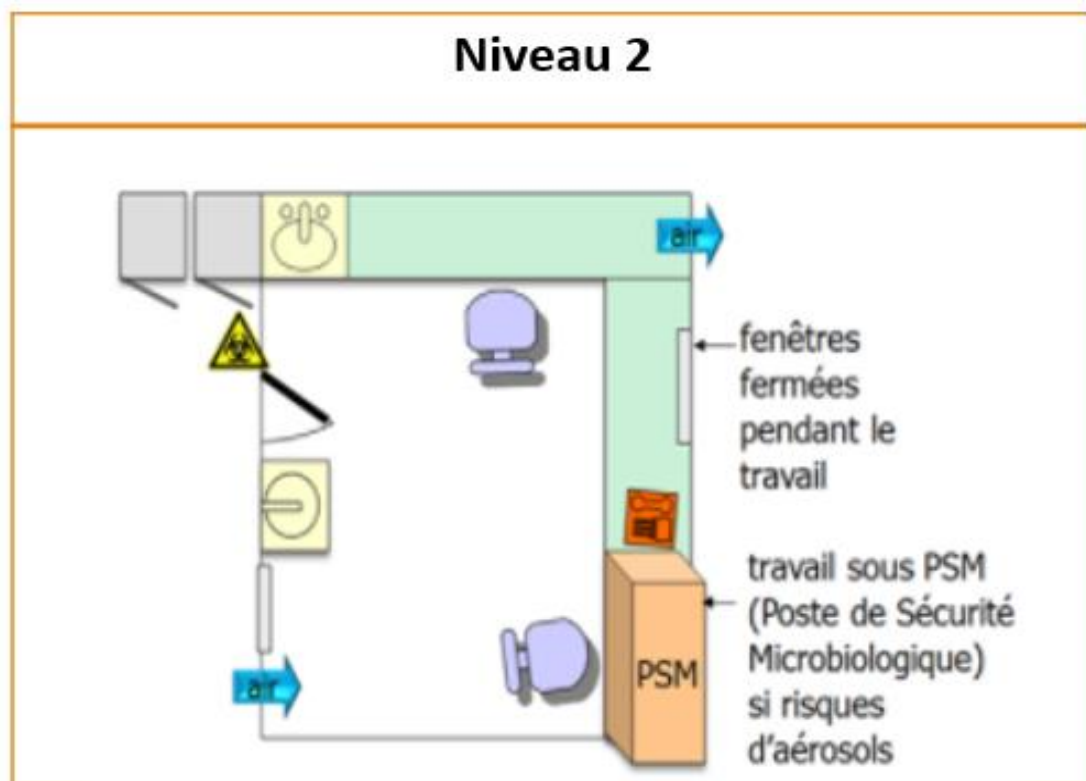 Niveau 2
air
fenêtres
fermées
pendant le
travail
travail sous PSM
(Poste de Sécurité
Microbiologique)
si risques
d'aérosols
PSM
air